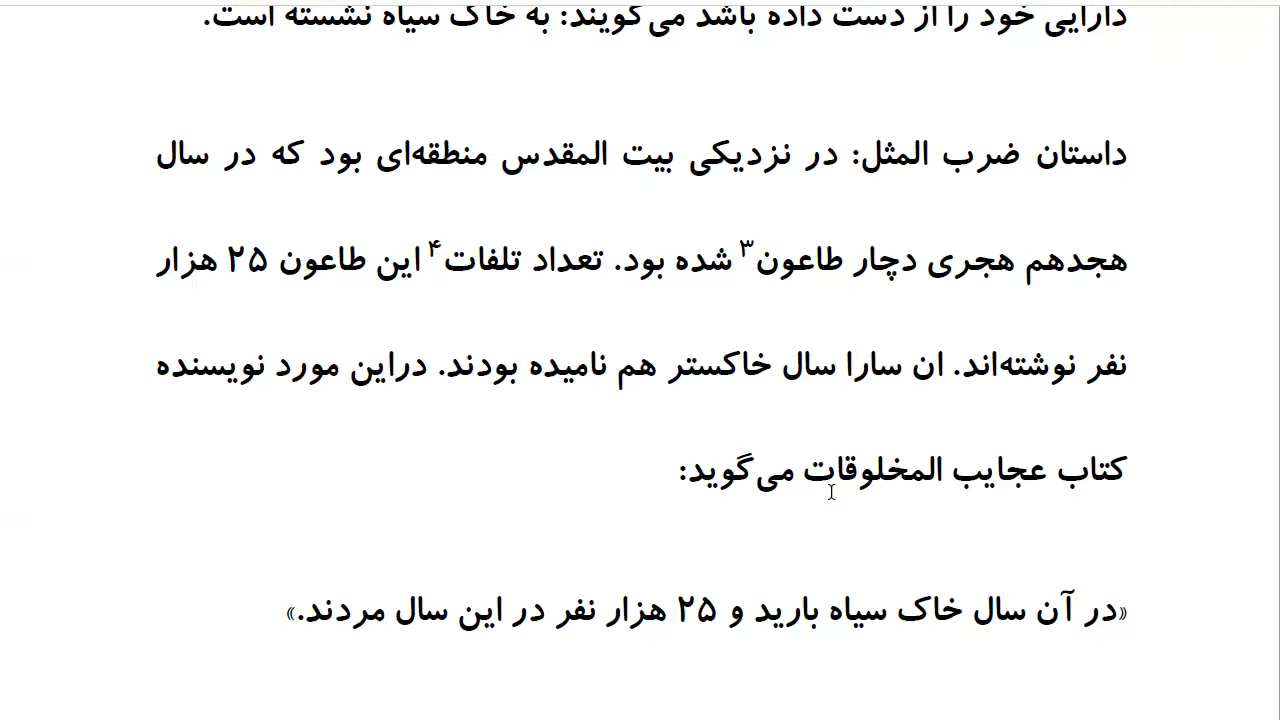 دارایی خود را از دست داده باشد می‌گویند: به خاک سیاه نشسته است.
داستان ضرب المثل: در نزدیکی بیت المقدس منطقه‌ای بود که در سال
هجدهم هجری دچار طاعون۳ شده بود. تعداد تلفات۴ این طاعون ۲۵ هزار
نفر نوشته‌اند. ان سارا سال خاکستر هم نامیده بودند. دراین مورد نویسنده
کتاب عجایب المخلوقات می‌گوید:
«در آن سال خاک سیاه بارید و ۲۵ هزار نفر در این سال مردند.»